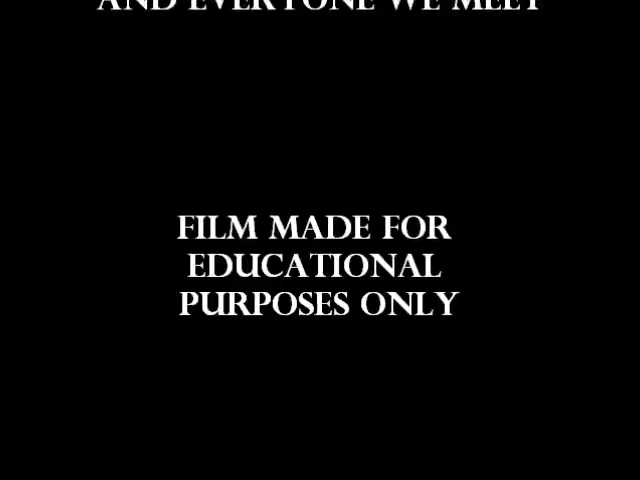 AND EVERYONE WE MEET
FILM MADE FOR
EDUCATIONAL
PURPOSES ONLY